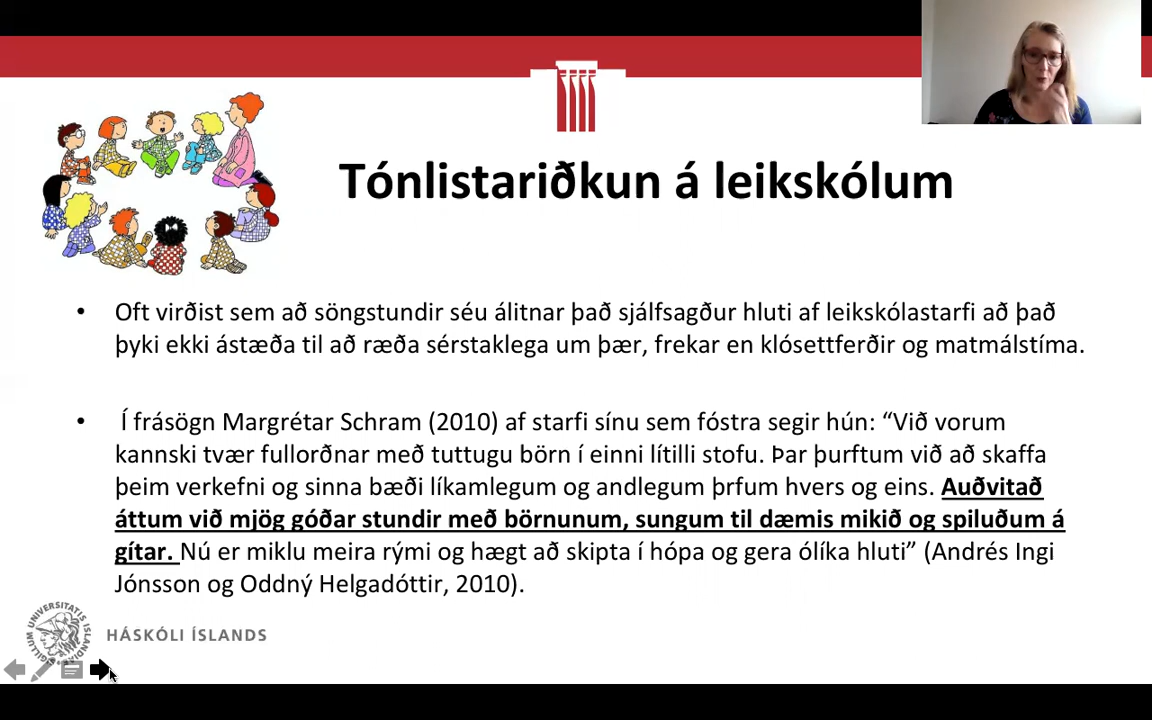 Tónlistariðkun á leikskólum
• Oft virðist sem að söngstundir séu álitnar það sjálfsagður hluti af leikskólastarfi að það
þyki ekki ástæða til að ræða sérstaklega um þær, frekar en klósettferðir og matmálstíma.
• Í frásögn Margrétar Schram (2010) af starfi sínu sem fóstra segir hún: “Við vorum
kannski tvær fullorðnar með tuttugu börn í einni lítilli stofu. Þar þurftum við að skaffa
þeim verkefni og sinna bæði líkamlegum og andlegum þrfum hvers og eins. Auðvitað
áttum við mjög góðar stundir með börnunum, sungum til dæmis mikið og spiluðum á
gítar. Nú er miklu meira rými og hægt að skipta í hópa og gera ólíka hluti” (Andrés Ingi
Jónsson og Oddný Helgadóttir, 2010).
SIGILLUM UNIVERSITATIS ISLANDIAE
HÁSKÓLI ÍSLANDS